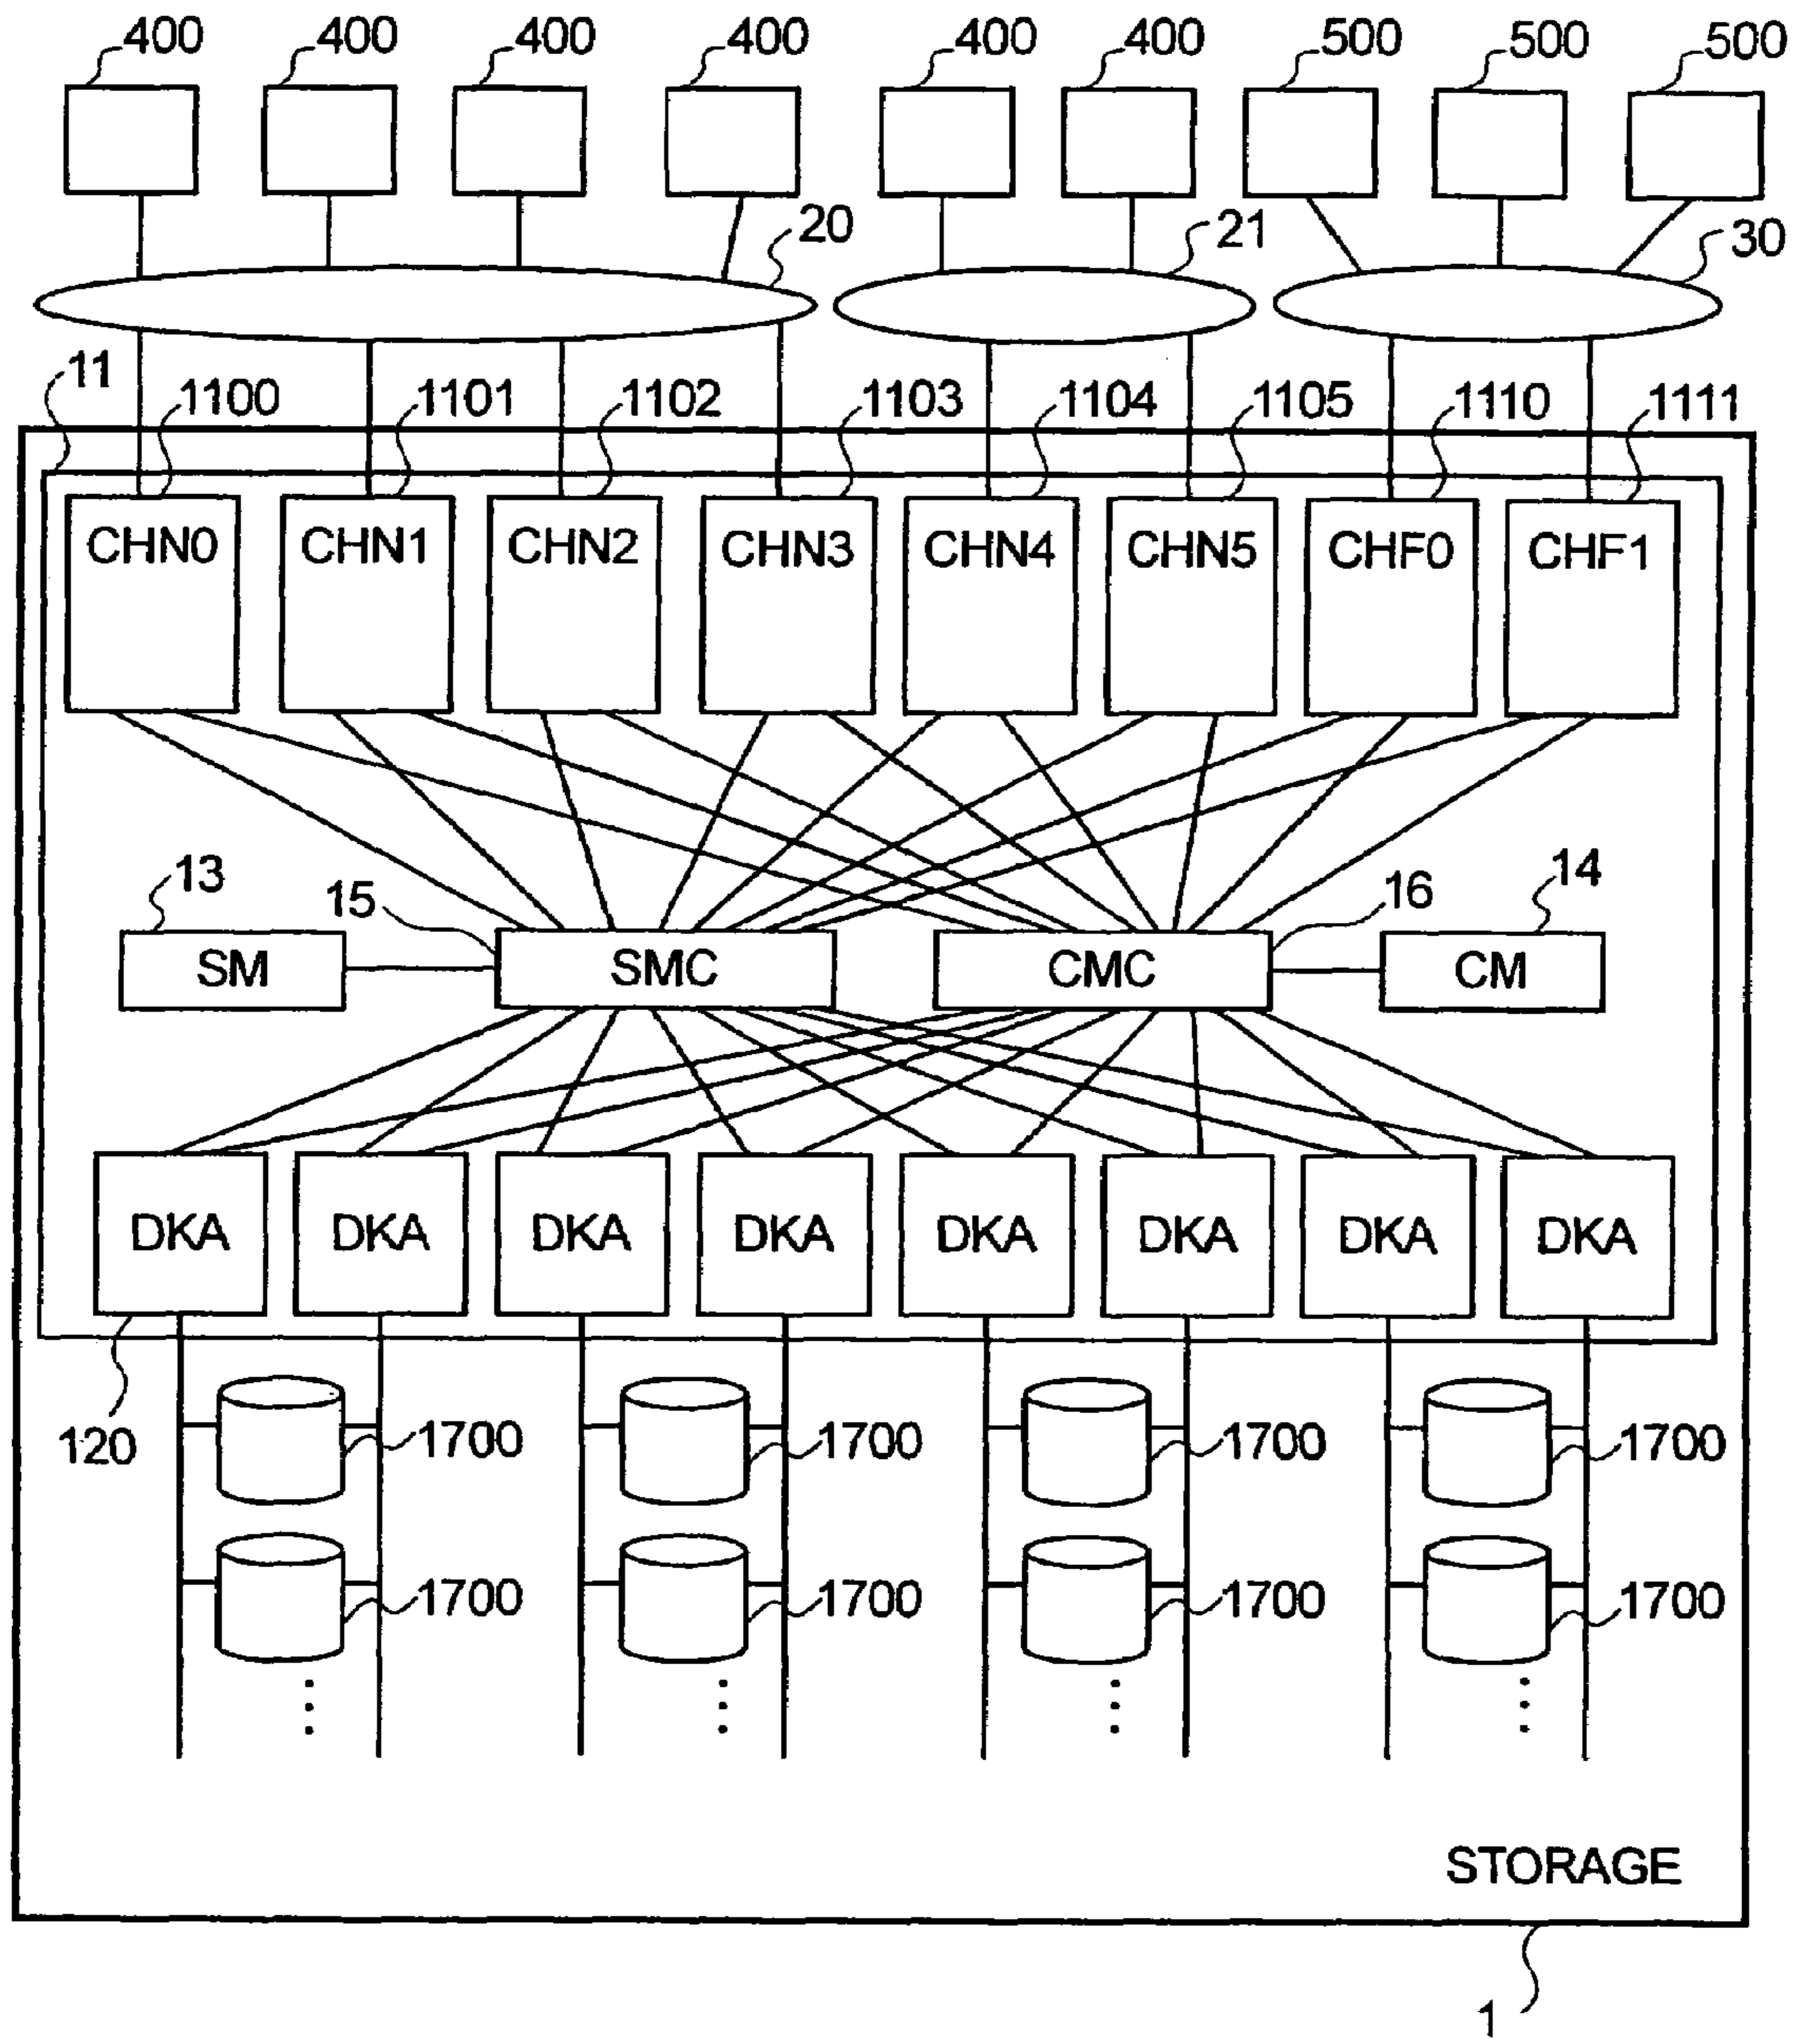 400 400 400 400 400 400 500 500 500
20 21 30
11 1100 1101 1102 1103 1104 1105 1110 1111
CHN0 CHN1 CHN2 CHN3 CHN4 CHN5 CHF0 CHF1
13 15 16 14
SM SMC CMC CM
DKA DKA DKA DKA DKA DKA DKA DKA
120 1700 1700 1700 1700
1700 1700 1700 1700
STORAGE
1